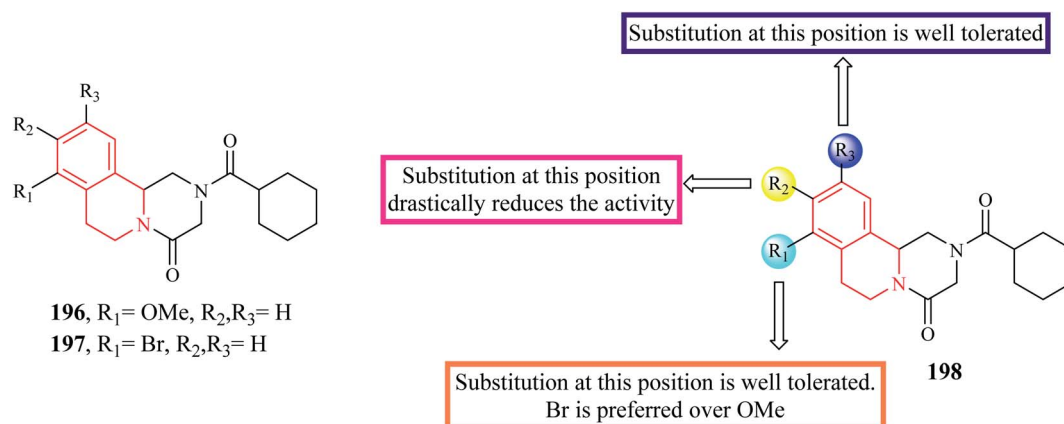 Substitution at this position is well tolerated
R3
R2
R1
O
N
N
O
196, R1= OMe, R2,R3= H
197, R1= Br, R2,R3= H
Substitution at this position
drastically reduces the activity
R3
R2
R1
O
N
N
O
198
Substitution at this position is well tolerated.
Br is preferred over OMe